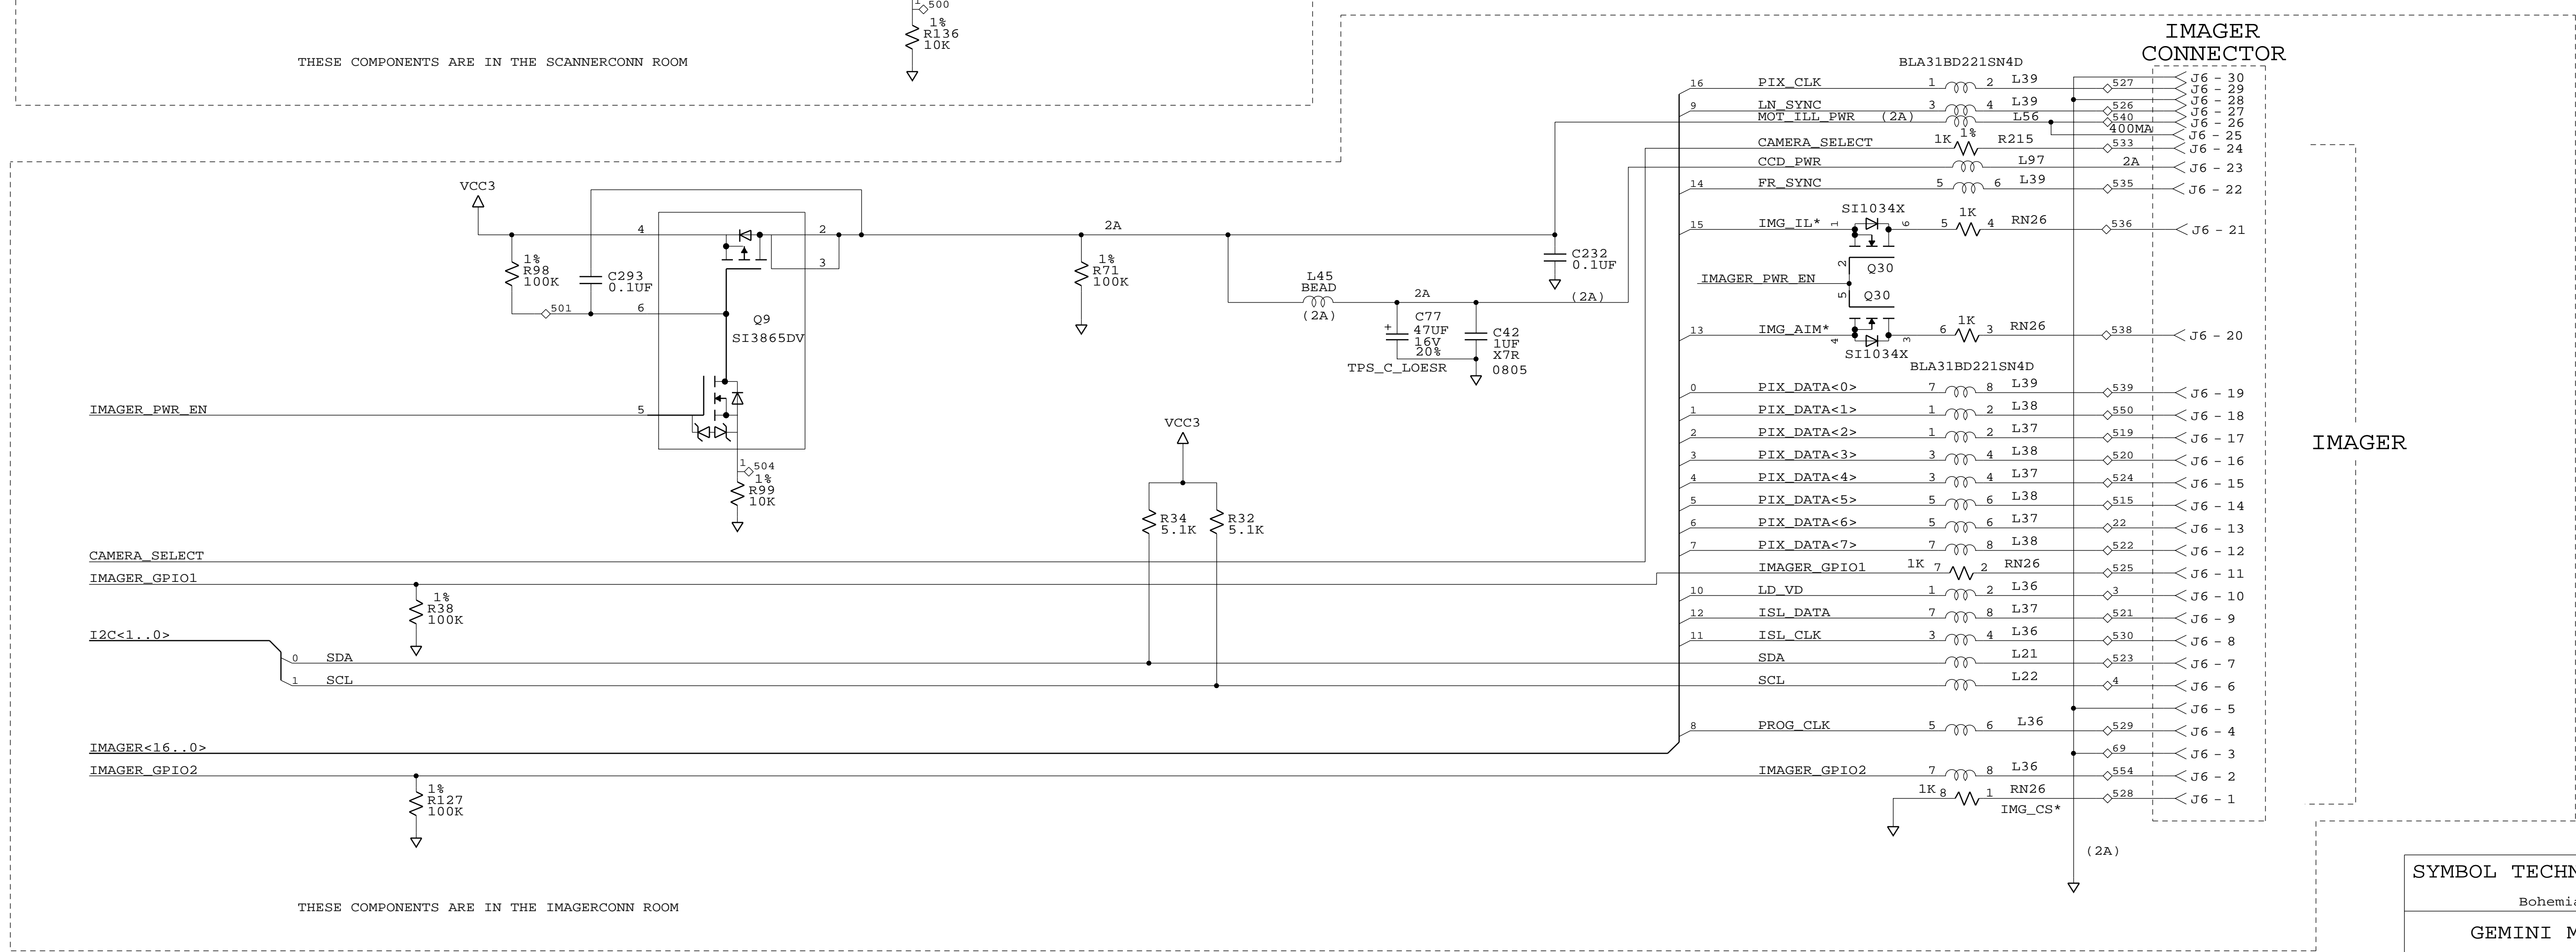 1
500
1%
R136
10K
THESE COMPONENTS ARE IN THE SCANNERCONN ROOM
IMAGER
CONNECTOR
BLA31BD221SN4D
J6 - 30
16 PIX_CLK 1 2 L39 527 J6 - 29
J6 - 28
9 LN_SYNC 3 4 L39 526 J6 - 27
MOT_ILL_PWR (2A) L56 540 J6 - 26
400MA J6 - 25
CAMERA_SELECT 1K 1% R215 533 J6 - 24
CCD_PWR L97 2A J6 - 23
14 FR_SYNC 5 6 L39 535 J6 - 22
SI1034X
15 IMG_IL* 1 6 5 1K 4 RN26 536 J6 - 21
2 Q30
IMAGER_PWR_EN
5 Q30
13 IMG_AIM* 4 3 6 1K 3 RN26 538 J6 - 20
SI1034X
BLA31BD221SN4D
0 PIX_DATA<0> 7 8 L39 539 J6 - 19
1 PIX_DATA<1> 1 2 L38 550 J6 - 18
2 PIX_DATA<2> 1 2 L37 519 J6 - 17
3 PIX_DATA<3> 3 4 L38 520 J6 - 16
4 PIX_DATA<4> 3 4 L37 524 J6 - 15
5 PIX_DATA<5> 5 6 L38 515 J6 - 14
6 PIX_DATA<6> 5 6 L37 22 J6 - 13
7 PIX_DATA<7> 7 8 L38 522 J6 - 12
IMAGER_GPIO1 1K 7 2 RN26 525 J6 - 11
10 LD_VD 1 2 L36 3 J6 - 10
12 ISL_DATA 7 8 L37 521 J6 - 9
11 ISL_CLK 3 4 L36 530 J6 - 8
SDA L21 523 J6 - 7
SCL L22 4 J6 - 6
J6 - 5
8 PROG_CLK 5 6 L36 529 J6 - 4
69 J6 - 3
IMAGER_GPIO2 7 8 L36 554 J6 - 2
1K 8 1 RN26 528 J6 - 1
IMG_CS*
(2A)
IMAGER
VCC3
4
2
3
2A
1%
R98
100K
C293
0.1UF
501
6
Q9
SI3865DV
1%
R71
100K
C232
0.1UF
L45
BEAD
(2A)
2A
(2A)
+
C77
47UF
16V
20%
TPS_C_LOESR
C42
1UF
X7R
0805
IMAGER_PWR_EN 5
1
504
1%
R99
10K
VCC3
R34
5.1K
R32
5.1K
CAMERA_SELECT
IMAGER_GPIO1
1%
R38
100K
I2C<1..0>
0 SDA
1 SCL
IMAGER<16..0>
IMAGER_GPIO2
1%
R127
100K
THESE COMPONENTS ARE IN THE IMAGERCONN ROOM
SYMBOL TECHN
Bohemia
GEMINI M